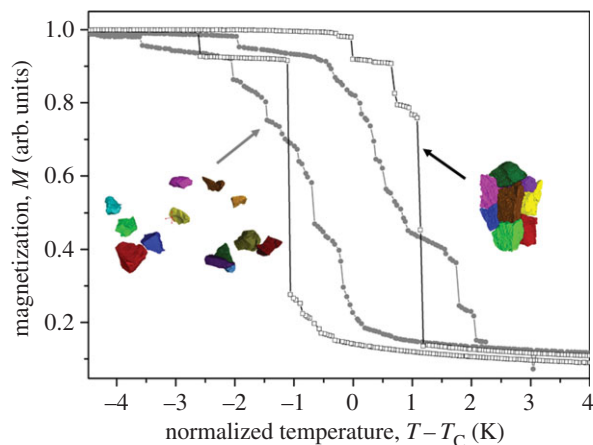 magnetization, M (arb. units)
1.0
0.8
0.6
0.4
0.2
–4 –3 –2 –1 0 1 2 3 4
normalized temperature, T – T_C (K)